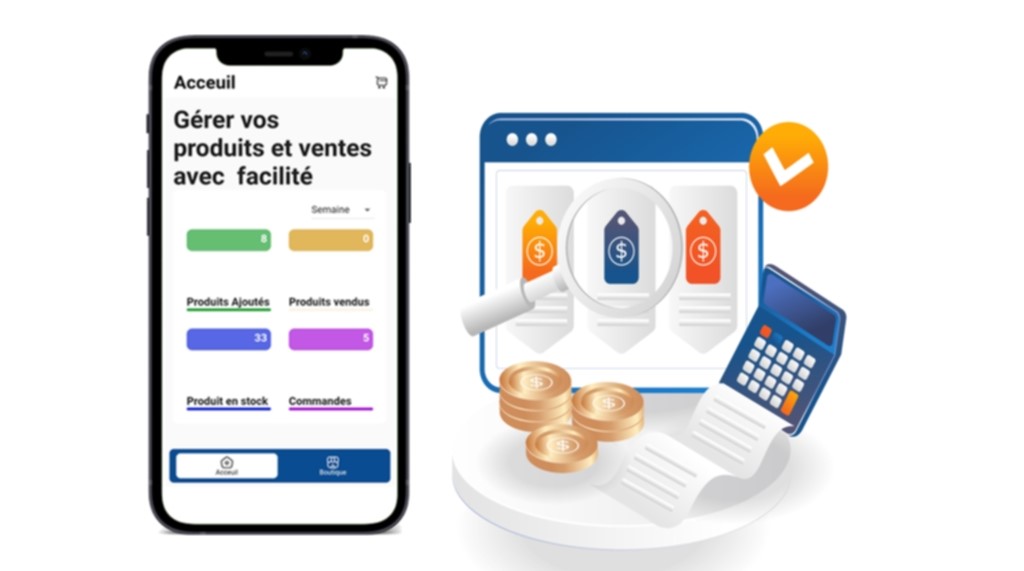 Acceuil
Gérer vos
produits et ventes
avec facilité
Semaine
8
0
Produits Ajoutés
Produits vendus
33
5
Produit en stock
Commandes
Acceuil
Boutique
$
$
$
$
$
$